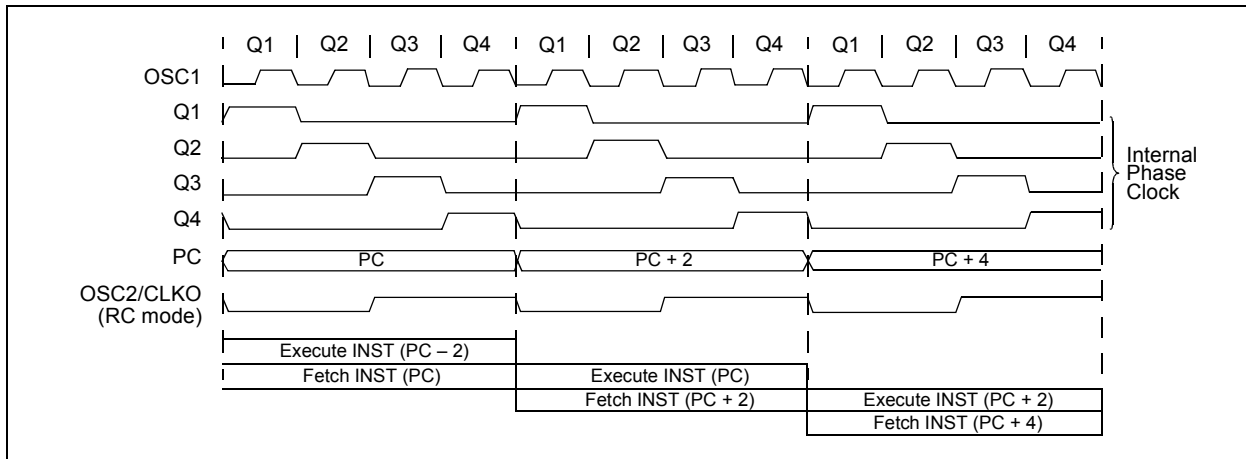 Q1 Q2 Q3 Q4 Q1 Q2 Q3 Q4 Q1 Q2 Q3 Q4
OSC1
Q1
Q2
Q3
Q4
Internal
Phase
Clock
PC PC PC + 2 PC + 4
OSC2/CLKO
(RC mode)
Execute INST (PC – 2)
Fetch INST (PC) Execute INST (PC)
Fetch INST (PC + 2) Execute INST (PC + 2)
Fetch INST (PC + 4)